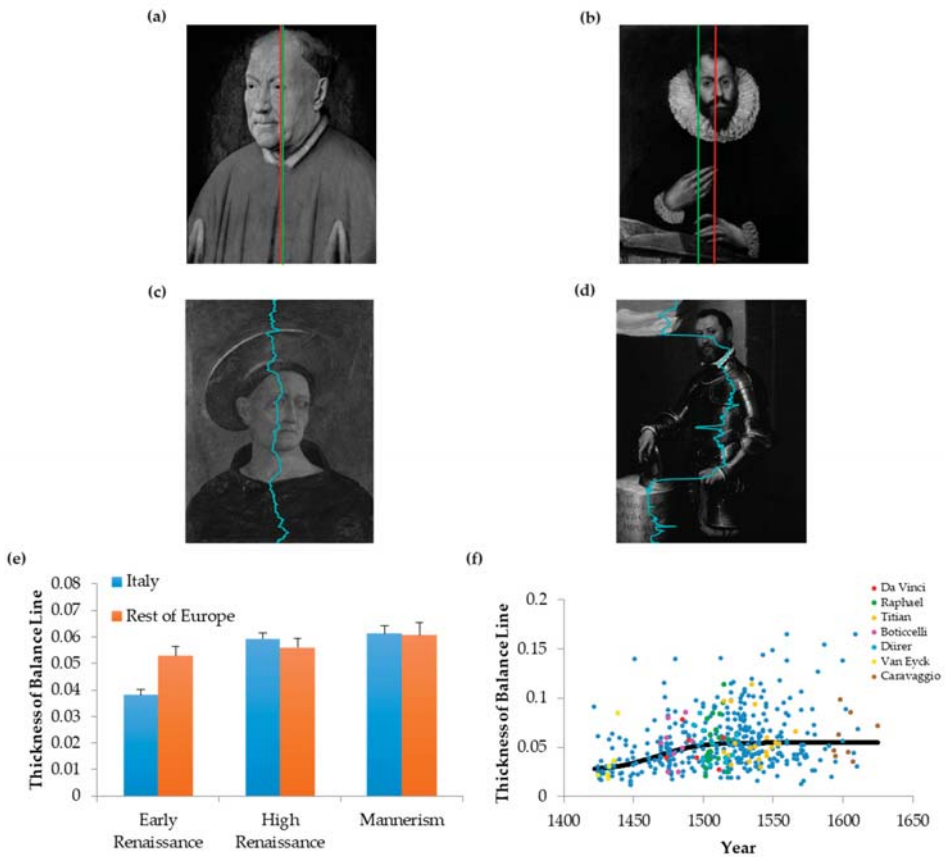 (a)
(b)
(c)
(d)
(e)
Thickness of Balance Line
0.08
0.07
0.06
0.05
0.04
0.03
0.02
0.01
0
Italy
Rest of Europe
Early
Renaissance
High
Renaissance
Mannerism
(f)
Thickness of Balance Line
0.2
0.15
0.1
0.05
0
1400
1450
1500
1550
1600
1650
Year
Da Vinci
Raphael
Titian
Boticcelli
Dürer
Van Eyck
Caravaggio